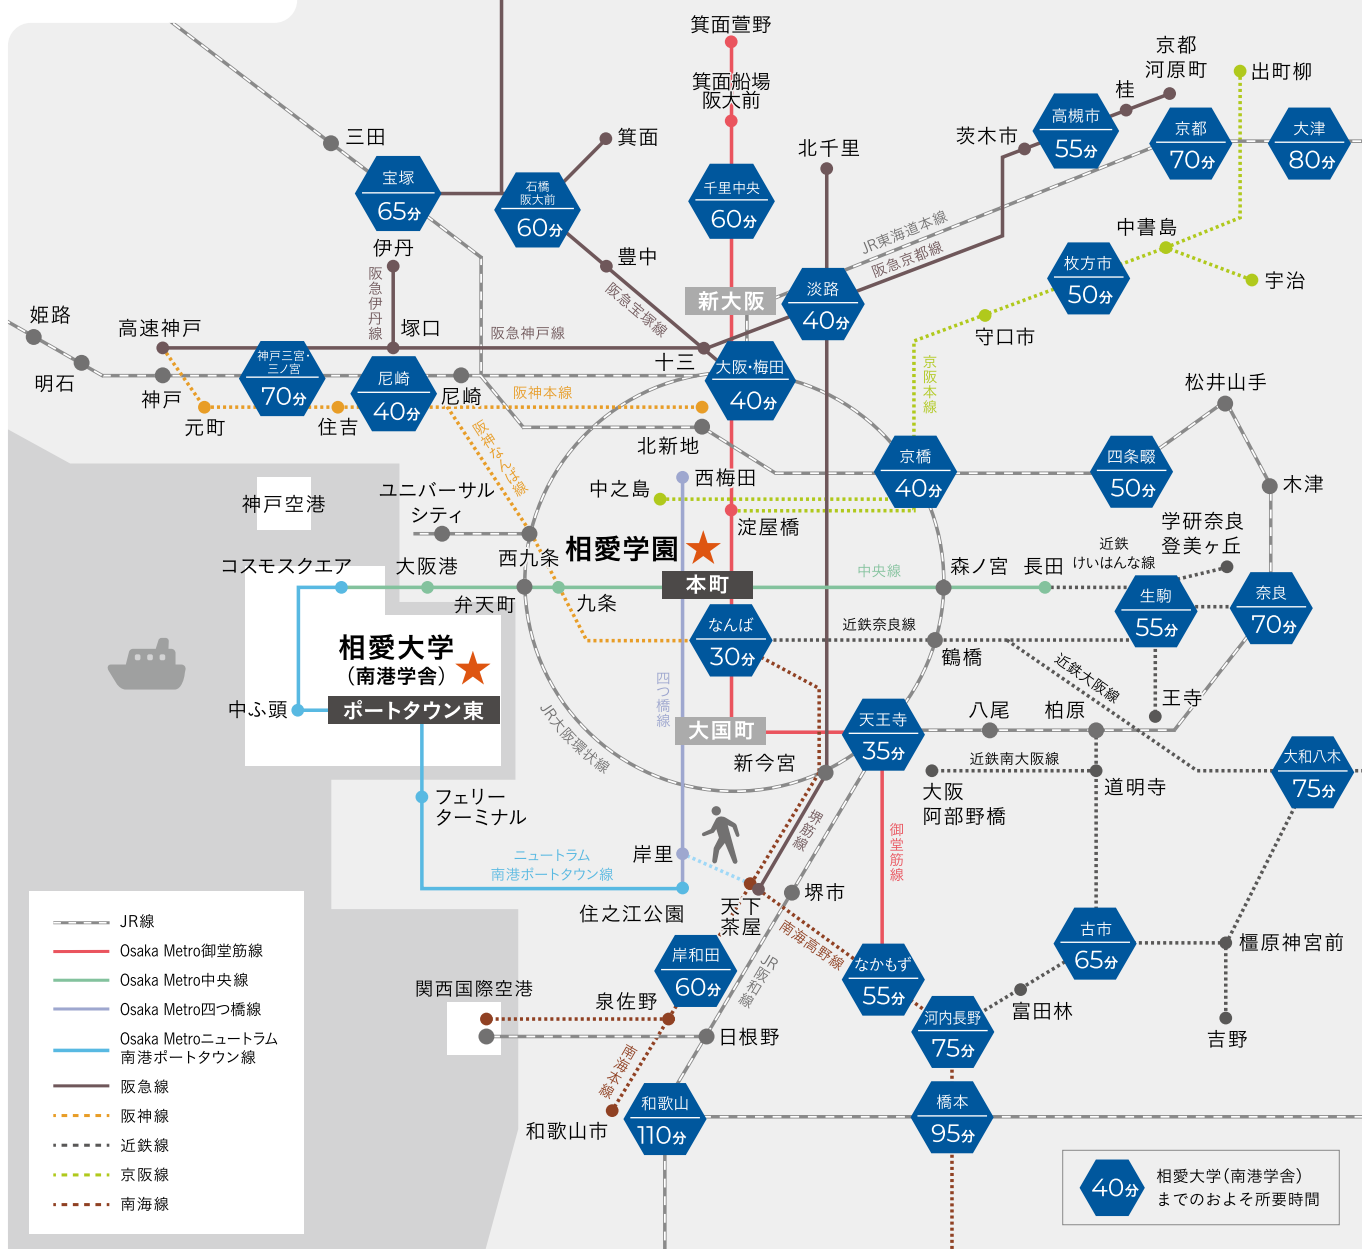 箕面萱野
箕面船場
阪大前
京都
河原町
桂
出町柳
高槻市
55分
京都
70分
大津
80分
茨木市
三田
箕面
北千里
宝塚
65分
石橋
阪大前
60分
千里中央
60分
伊丹
豊中
JR東海道本線
阪急京都線
中書島
枚方市
50分
宇治
阪急伊丹線
阪急宝塚線
新大阪
淡路
40分
姫路
高速神戸
塚口
阪急神戸線
守口市
明石
神戸
神戸三宮・
三ノ宮
70分
尼崎
40分
尼崎
十三
大阪・梅田
40分
京阪本線
松井山手
元町
住吉
阪神本線
阪神なんば線
北新地
京橋
40分
四条畷
50分
木津
神戸空港
ユニバーサル
シティ
中之島
西梅田
淀屋橋
学研奈良
登美ヶ丘
コスモスクエア
大阪港
西九条
相愛学園
本町
中央線
森ノ宮
長田
近鉄
けいはんな線
弁天町
九条
生駒
55分
奈良
70分
なんば
30分
近鉄奈良線
鶴橋
相愛大学
(南港学舎)
ポートタウン東
中ふ頭
四つ橋線
近鉄大阪線
王寺
JR大阪環状線
大国町
新今宮
天王寺
35分
八尾
柏原
近鉄南大阪線
大阪
阿部野橋
道明寺
大和八木
75分
フェリー
ターミナル
ニュートラム
南港ポートタウン線
岸里
堺筋線
御堂筋線
住之江公園
天下
茶屋
堺市
南海高野線
岸和田
60分
JR阪和線
なかもず
55分
古市
65分
橿原神宮前
関西国際空港
泉佐野
日根野
河内長野
75分
富田林
吉野
南海本線
和歌山市
和歌山
110分
橋本
95分
JR線
Osaka Metro御堂筋線
Osaka Metro中央線
Osaka Metro四つ橋線
Osaka Metroニュートラム
南港ポートタウン線
阪急線
阪神線
近鉄線
京阪線
南海線
40分
相愛大学(南港学舎)
までのおよそ所要時間